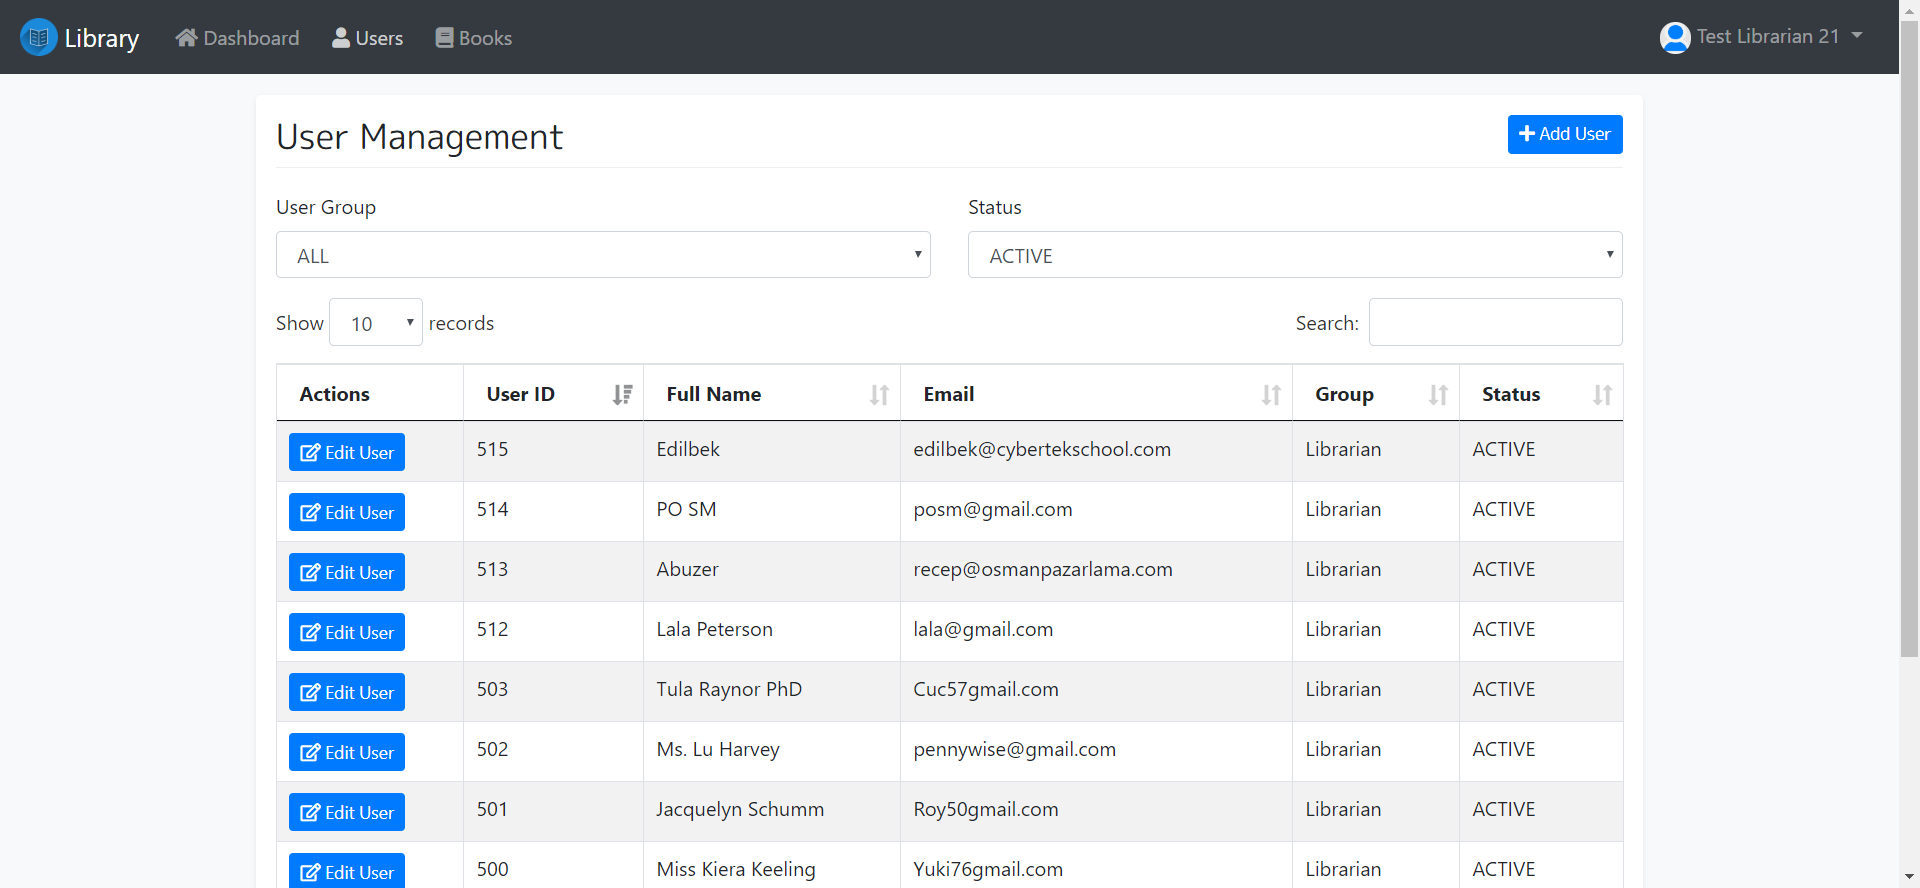 Library Dashboard Users Books Test Librarian 21
User Management
Add User
User Group Status
ALL ACTIVE
Show 10 records Search:
Actions User ID Full Name Email Group Status
Edit User 515 Edilbek edilbek@cybertekschool.com Librarian ACTIVE
Edit User 514 PO SM posm@gmail.com Librarian ACTIVE
Edit User 513 Abuzer recep@osmanpazarlama.com Librarian ACTIVE
Edit User 512 Lala Peterson lala@gmail.com Librarian ACTIVE
Edit User 503 Tula Raynor PhD Cuc57gmail.com Librarian ACTIVE
Edit User 502 Ms. Lu Harvey pennywise@gmail.com Librarian ACTIVE
Edit User 501 Jacquelyn Schumm Roy50gmail.com Librarian ACTIVE
Edit User 500 Miss Kiera Keeling Yuki76gmail.com Librarian ACTIVE